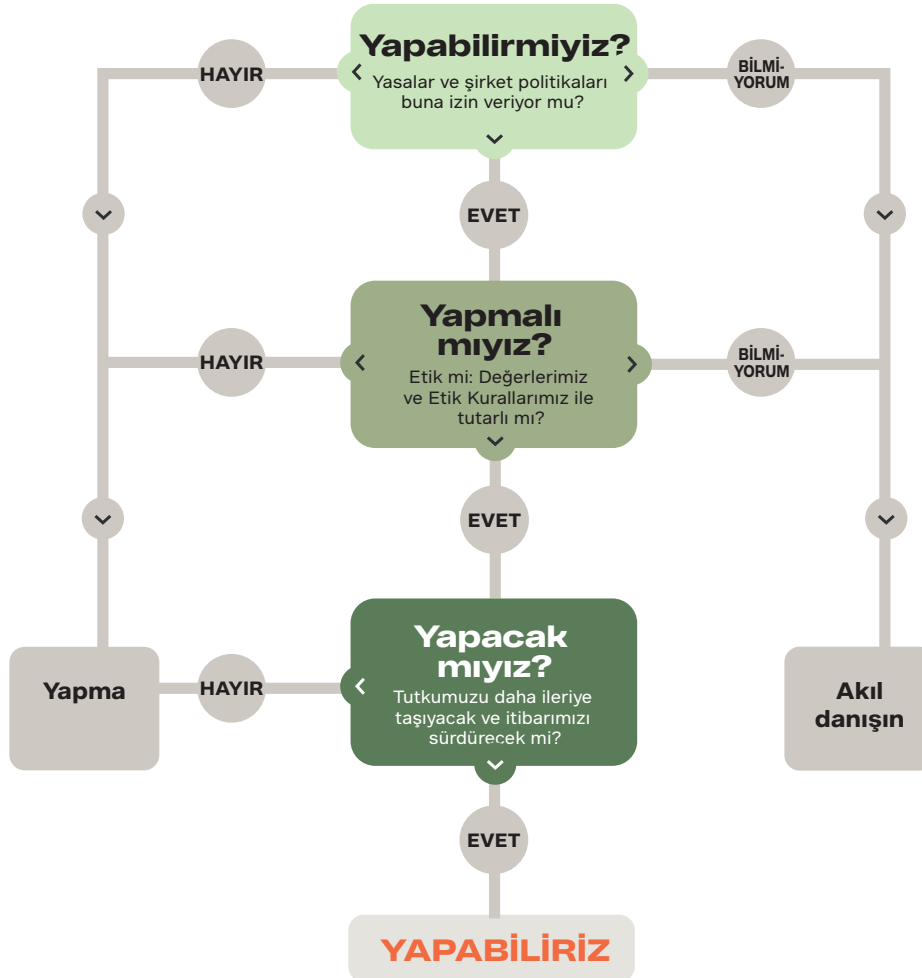 Yapabilirmiyiz?
Yasalar ve şirket politikaları
buna izin veriyor mu?
HAYIR
BİLMİ-
YORUM
EVET
Yapmalı
mıyız?
Etik mi: Değerlerimiz
ve Etik Kurallarımız ile
tutarlı mı?
HAYIR
BİLMİ-
YORUM
EVET
Yapacak
mıyız?
Tutkumuzu daha ileriye
taşıyacak ve itibarımızı
sürdürecek mi?
HAYIR
Yapma
Akıl
danışın
EVET
YAPABİLİRİZ